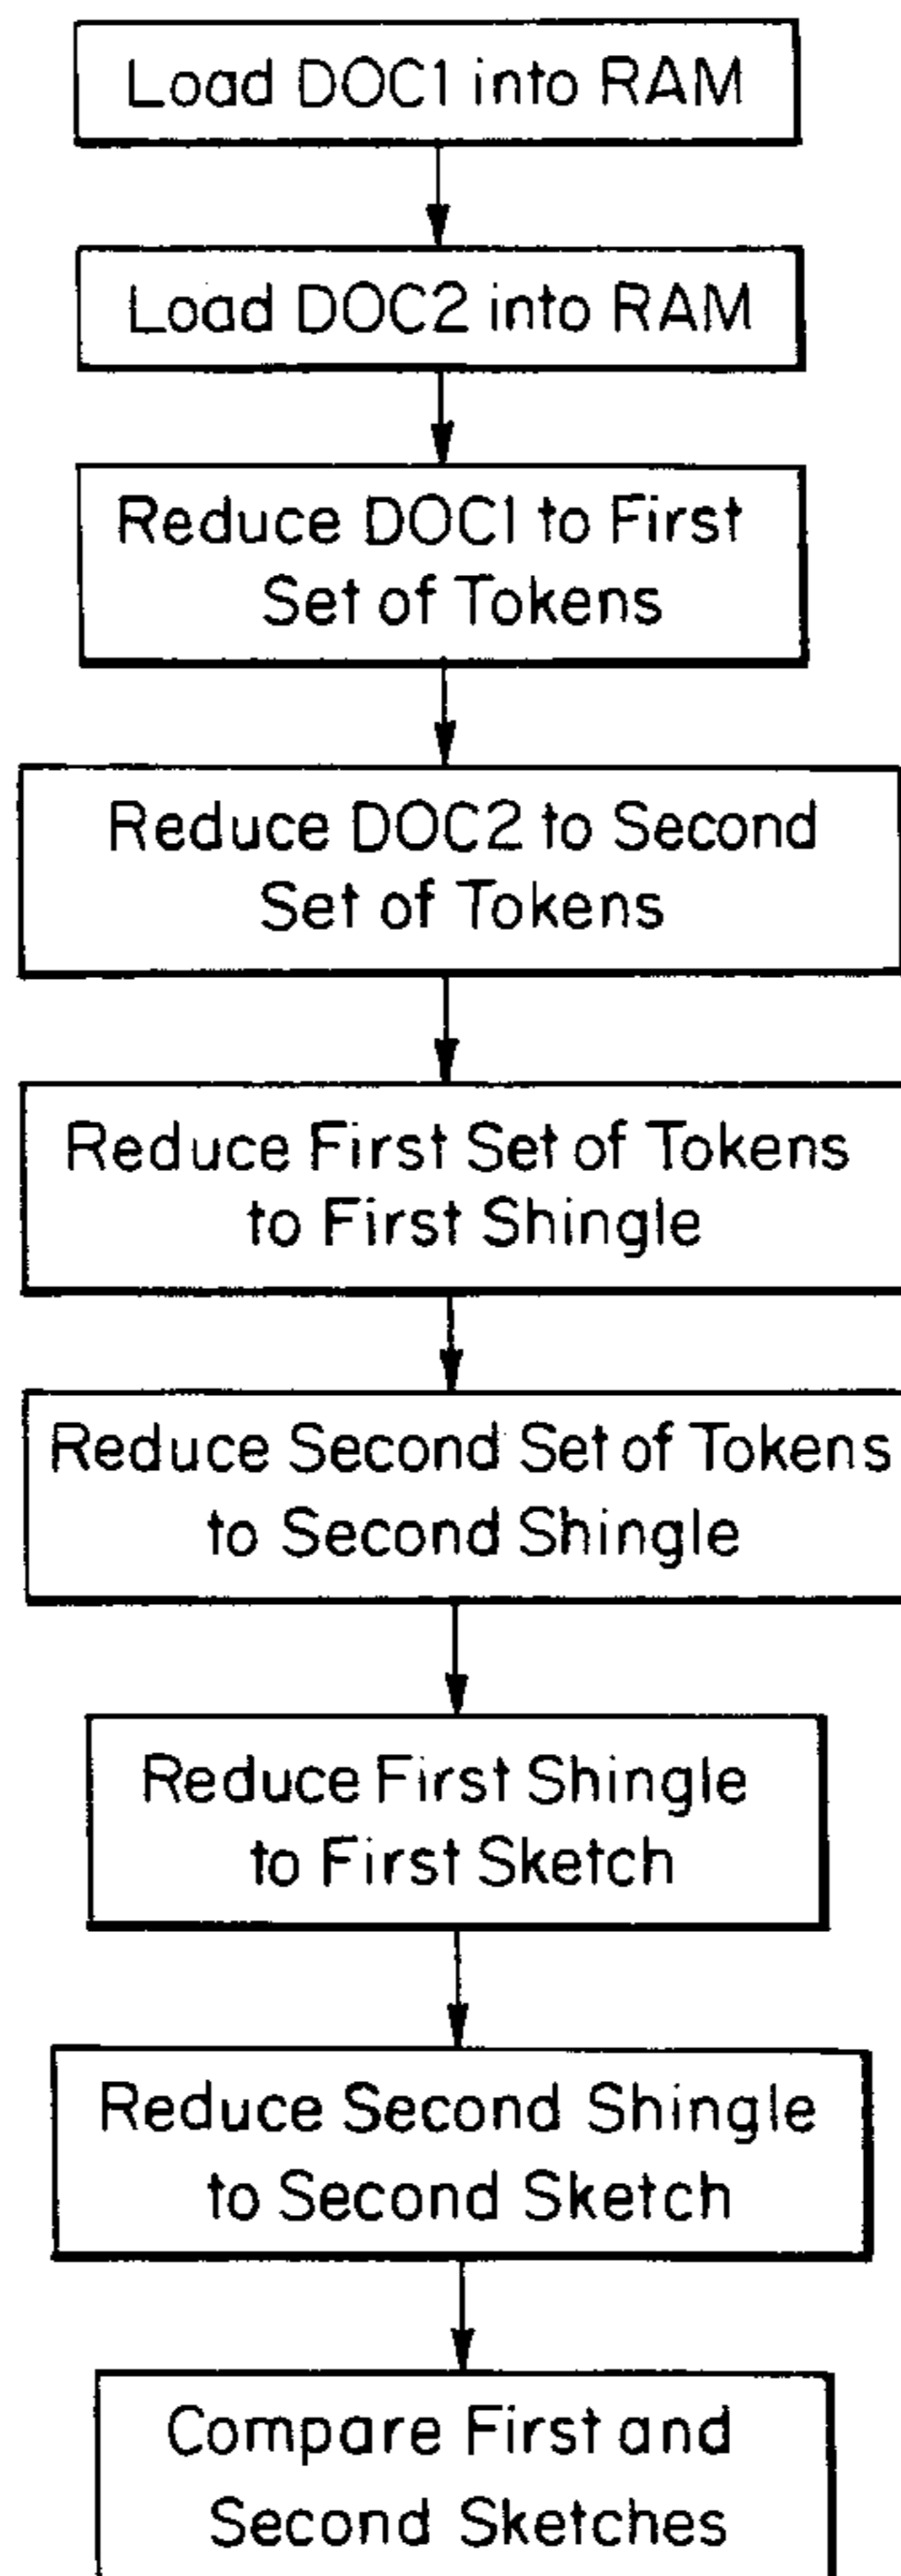 Load DOC1 into RAM
Load DOC2 into RAM
Reduce DOC1 to First
Set of Tokens
Reduce DOC2 to Second
Set of Tokens
Reduce First Set of Tokens
to First Shingle
Reduce Second Set of Tokens
to Second Shingle
Reduce First Shingle
to First Sketch
Reduce Second Shingle
to Second Sketch
Compare First and
Second Sketches